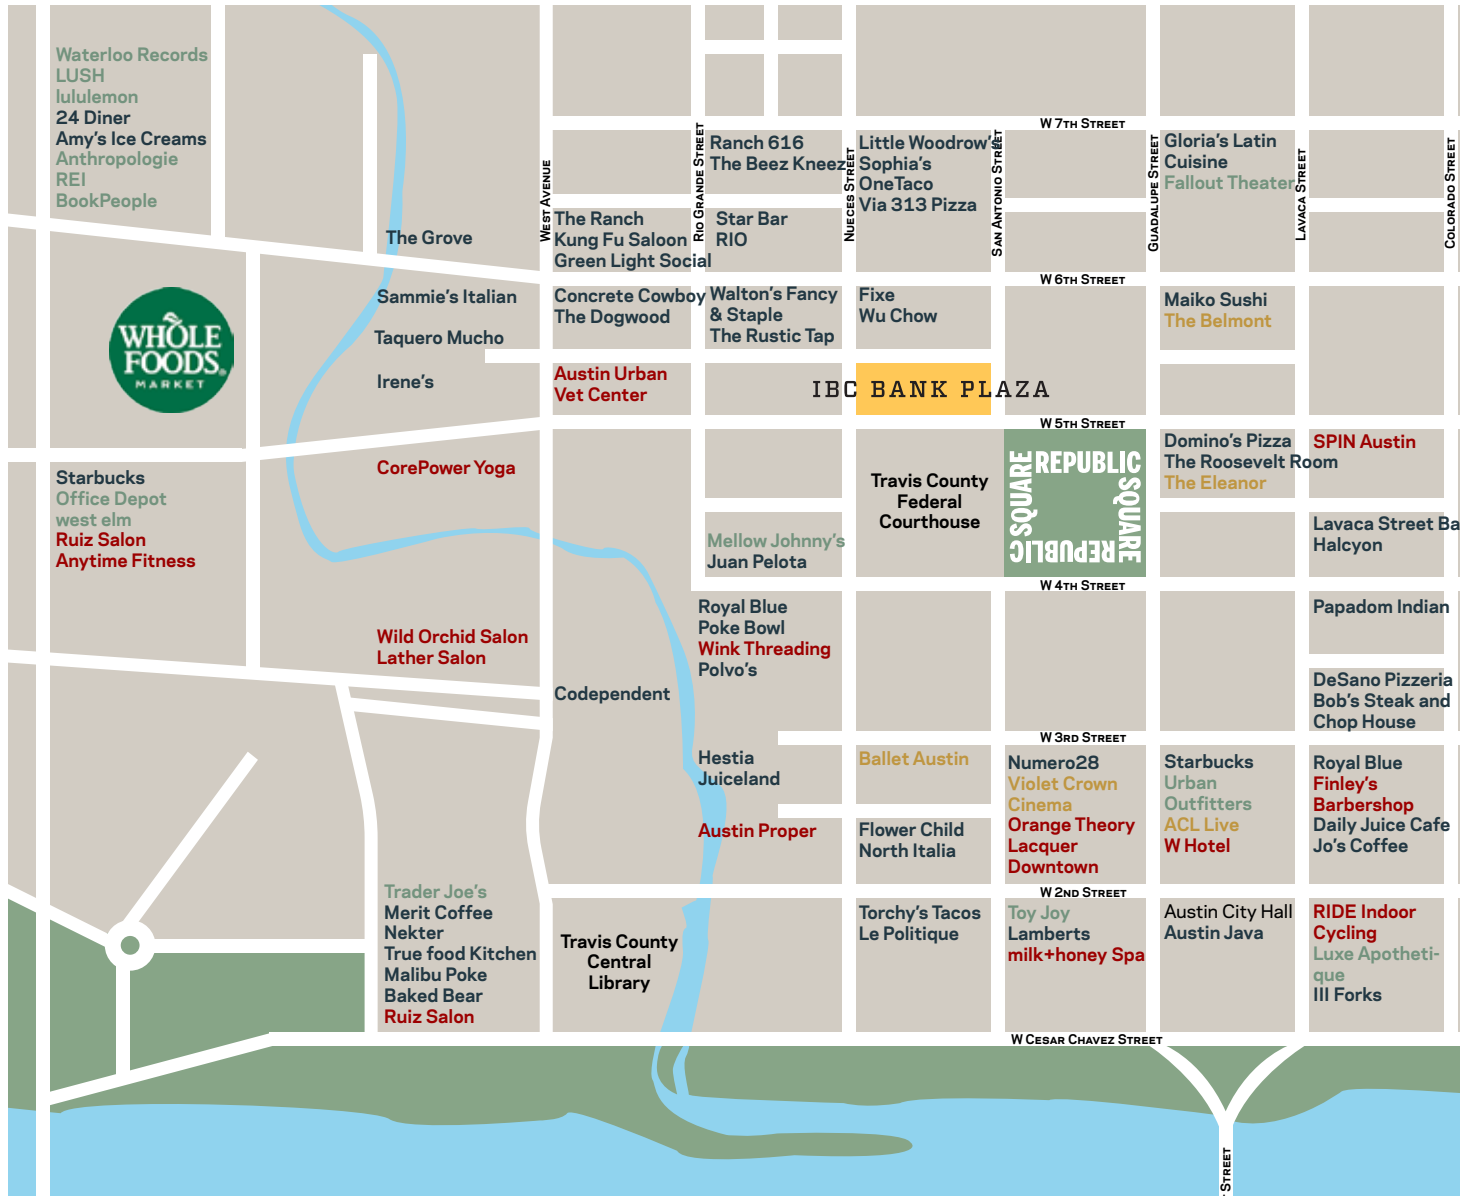 Waterloo Records
LUSH
lululemon
24 Diner
Amy's Ice Creams
Anthropologie
REI
BookPeople
W 7TH STREET
WEST AVENUE
RIO GRANDE STREET
NUECES STREET
SAN ANTONIO STREET
GUADALUPE STREET
LAVACA STREET
COLORADO STREET
Ranch 616
The Beez Kneez
Little Woodrow's
Sophia's
OneTaco
Via 313 Pizza
Gloria's Latin
Cuisine
Fallout Theater
The Grove
The Ranch
Kung Fu Saloon
Green Light Social
Star Bar
RIO
W 6TH STREET
WHOLE
FOODS®
MARKET
Sammie's Italian
Taquero Mucho
Irene's
Concrete Cowboy
The Dogwood
Walton's Fancy
& Staple
The Rustic Tap
Fixe
Wu Chow
Maiko Sushi
The Belmont
Austin Urban
Vet Center
IBC BANK PLAZA
W 5TH STREET
Starbucks
Office Depot
west elm
Ruiz Salon
Anytime Fitness
CorePower Yoga
Travis County
Federal
Courthouse
REPUBLIC
SQUARE
REPUBLIC
SQUARE
Domino's Pizza
The Roosevelt Room
The Eleanor
SPIN Austin
Mellow Johnny's
Juan Pelota
Lavaca Street Ba
Halcyon
W 4TH STREET
Wild Orchid Salon
Lather Salon
Royal Blue
Poke Bowl
Wink Threading
Polvo's
Papadom Indian
Codependent
DeSano Pizzeria
Bob's Steak and
Chop House
W 3RD STREET
Hestia
Juiceland
Ballet Austin
Numero28
Violet Crown
Cinema
Orange Theory
Lacquer
Downtown
Starbucks
Urban
Outfitters
ACL Live
W Hotel
Royal Blue
Finley's
Barbershop
Daily Juice Cafe
Jo's Coffee
Austin Proper
Flower Child
North Italia
W 2ND STREET
Trader Joe's
Merit Coffee
Nekter
True food Kitchen
Malibu Poke
Baked Bear
Ruiz Salon
Travis County
Central
Library
Torchy's Tacos
Le Politique
Toy Joy
Lamberts
milk+honey Spa
Austin City Hall
Austin Java
RIDE Indoor
Cycling
Luxe Apotheti-
que
III Forks
W CESAR CHAVEZ STREET
STREET